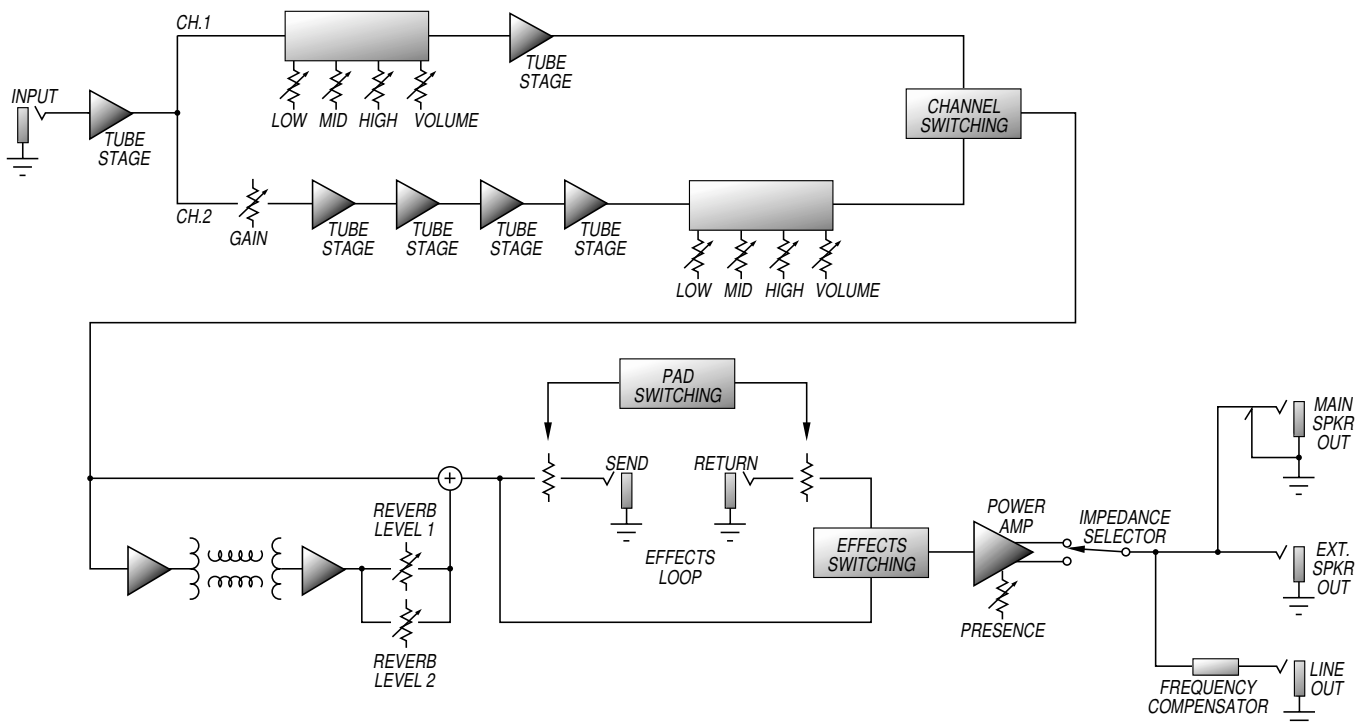 CH.1
INPUT
TUBE
STAGE
LOW
MID
HIGH
VOLUME
TUBE
STAGE
CHANNEL
SWITCHING
CH.2
GAIN
TUBE
STAGE
TUBE
STAGE
TUBE
STAGE
TUBE
STAGE
LOW
MID
HIGH
VOLUME
PAD
SWITCHING
SEND
RETURN
EFFECTS
LOOP
REVERB
LEVEL 1
REVERB
LEVEL 2
EFFECTS
SWITCHING
POWER
AMP
PRESENCE
IMPEDANCE
SELECTOR
MAIN
SPKR
OUT
EXT.
SPKR
OUT
FREQUENCY
COMPENSATOR
LINE
OUT